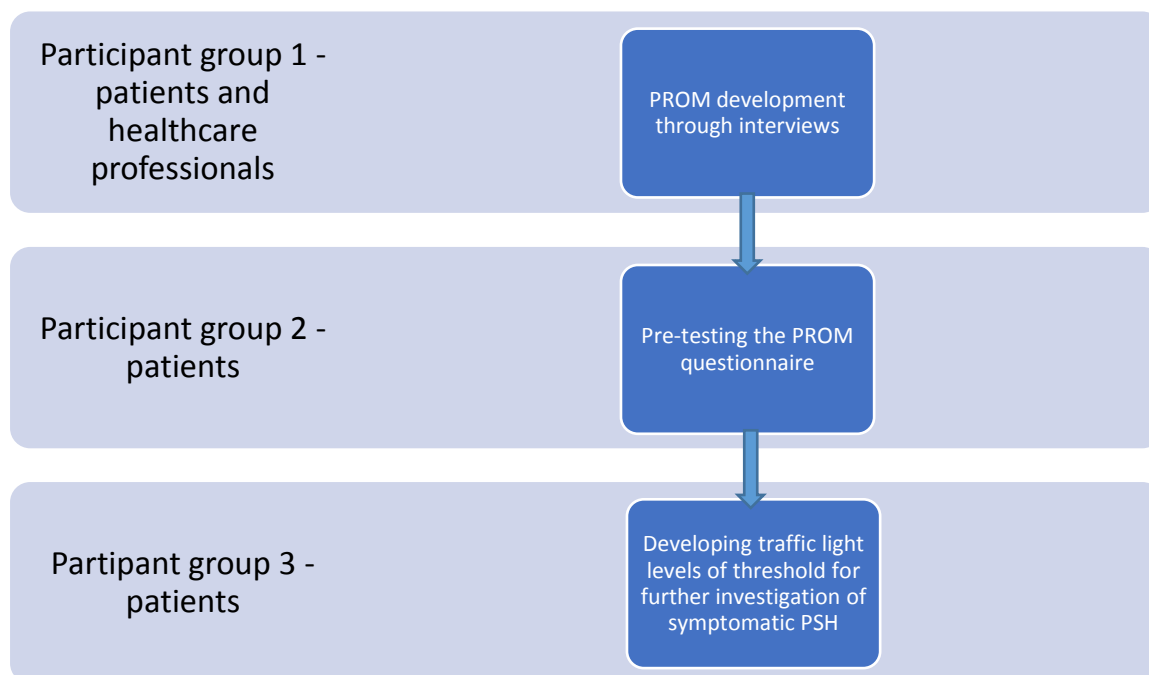 Participant group 1 -
patients and
healthcare
professionals
PROM development
through interviews
Participant group 2 -
patients
Pre-testing the PROM
questionnaire
Partipant group 3 -
patients
Developing traffic light
levels of threshold for
further investigation of
symptomatic PSH